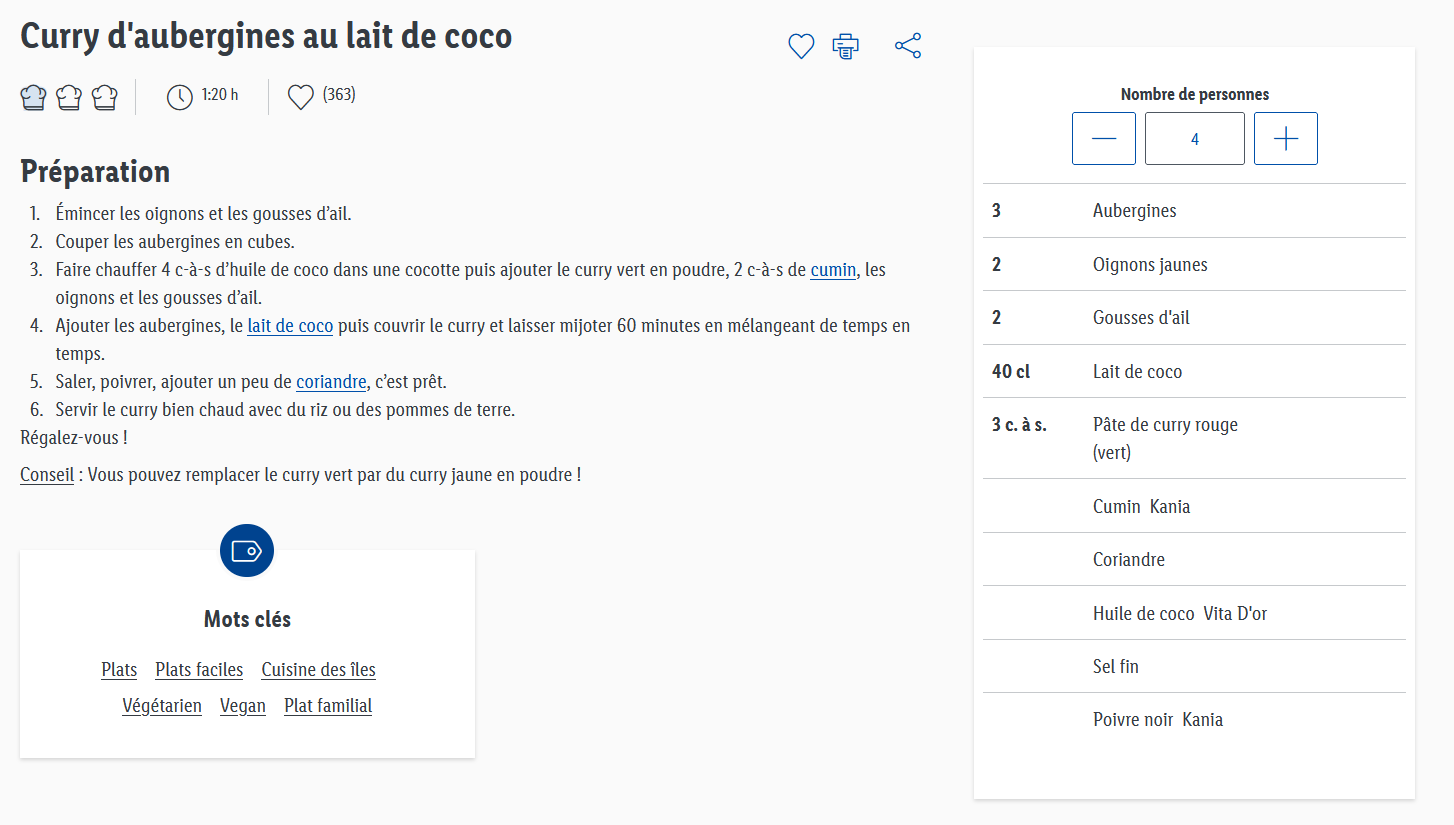 Curry d'aubergines au lait de coco
1:20 h
(363)
Préparation
1. Émincer les oignons et les gousses d’ail.
2. Couper les aubergines en cubes.
3. Faire chauffer 4 c-à-s d’huile de coco dans une cocotte puis ajouter le curry vert en poudre, 2 c-à-s de cumin, les
oignons et les gousses d’ail.
4. Ajouter les aubergines, le lait de coco puis couvrir le curry et laisser mijoter 60 minutes en mélangeant de temps en
temps.
5. Saler, poivrer, ajouter un peu de coriandre, c’est prêt.
6. Servir le curry bien chaud avec du riz ou des pommes de terre.
Régalez-vous !
Conseil : Vous pouvez remplacer le curry vert par du curry jaune en poudre !
Mots clés
Plats Plats faciles Cuisine des îles
Végétarien Vegan Plat familial
Nombre de personnes
4
3 Aubergines
2 Oignons jaunes
2 Gousses d'ail
40 cl Lait de coco
3 c. à s. Pâte de curry rouge
(vert)
Cumin Kania
Coriandre
Huile de coco Vita D'or
Sel fin
Poivre noir Kania